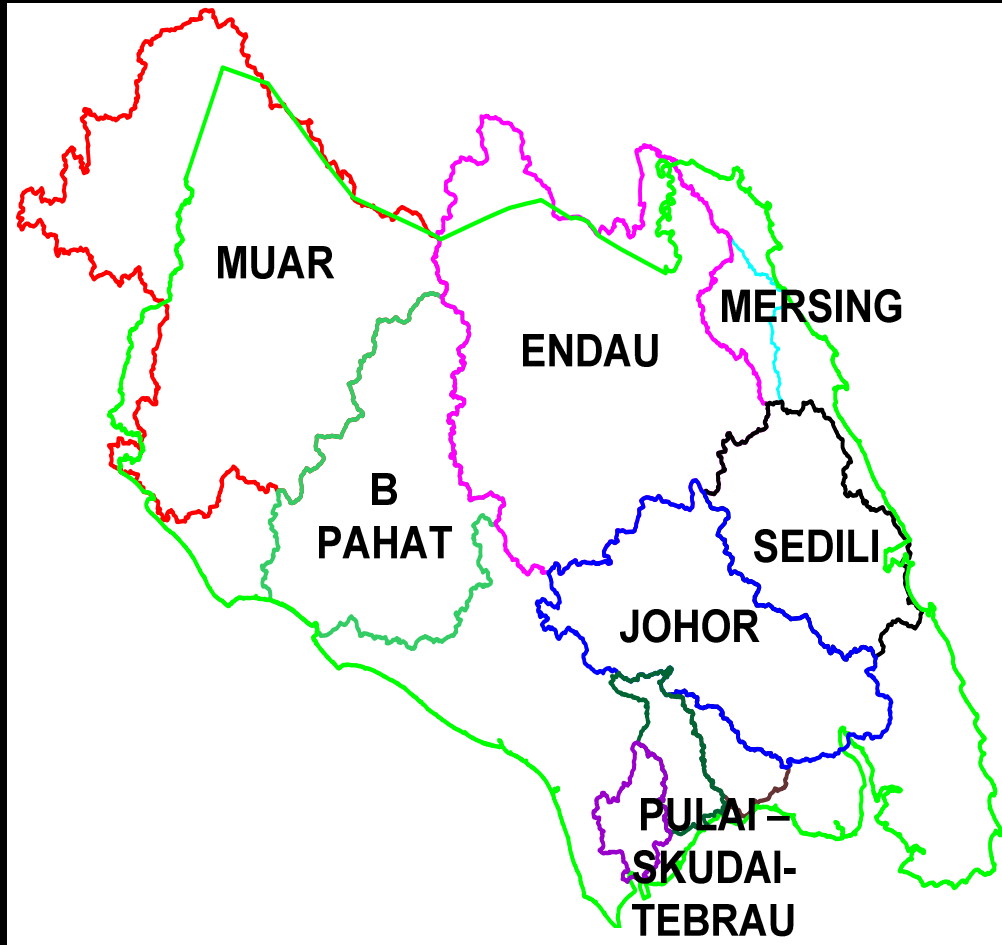 MUAR
MERSING
ENDAU
B
PAHAT
SEDILI
JOHOR
PULAI –
SKUDAI-
TEBRAU